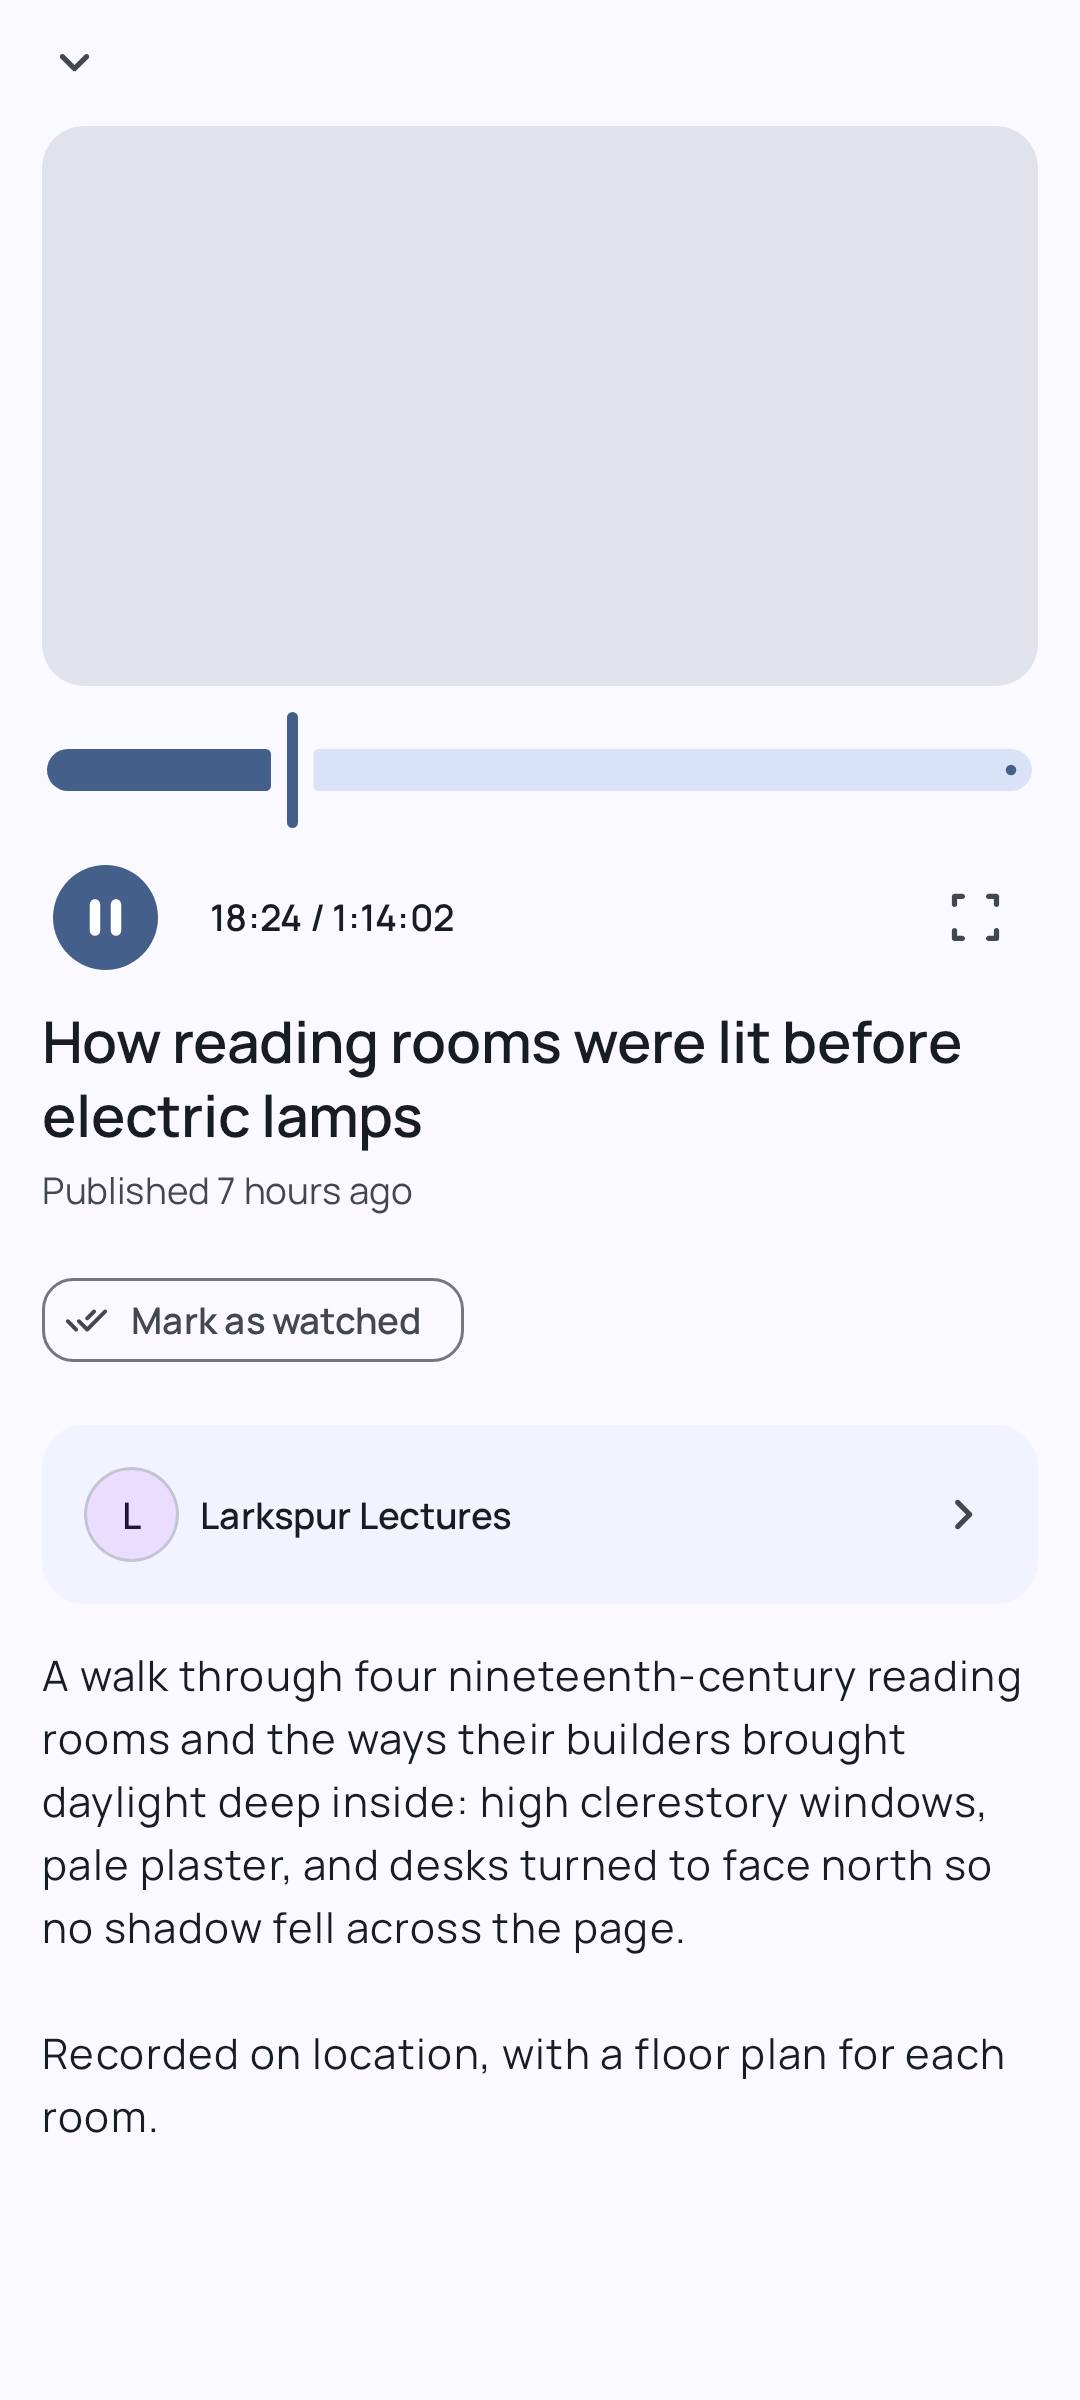 18:24 / 1:14:02
How reading rooms were lit before
electric lamps
Published 7 hours ago
Mark as watched
L
Larkspur Lectures
A walk through four nineteenth-century reading
rooms and the ways their builders brought
daylight deep inside: high clerestory windows,
pale plaster, and desks turned to face north so
no shadow fell across the page.
Recorded on location, with a floor plan for each
room.